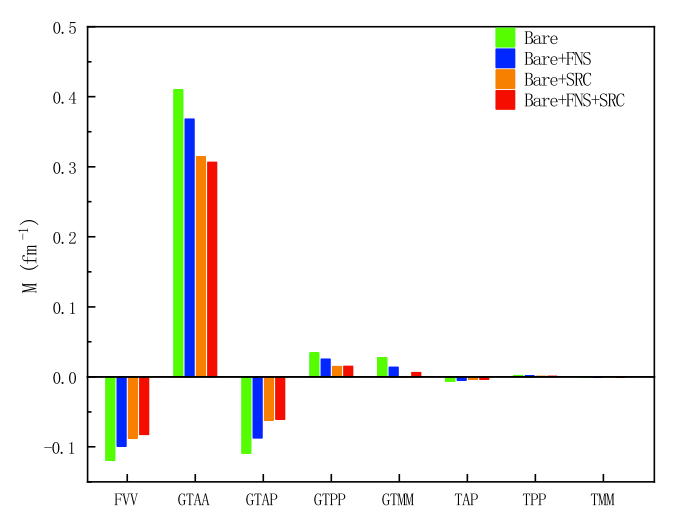 0.5
Bare
Bare+FNS
Bare+SRC
Bare+FNS+SRC
0.4
0.3
0.2
0.1
0.0
-0.1
M (fm⁻¹)
FVV GTAA GTAP GTPP GTMM TAP TPP TMM